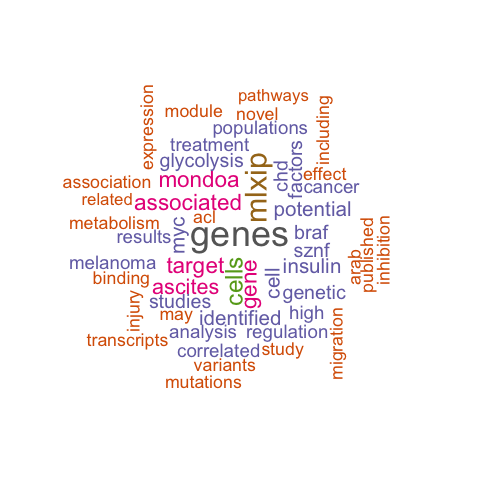 pathways
expression
module
novel
including
populations
treatment
glycolysis
mlxip
chd
factors
effect
association
mondoa
cancer
related
associated
acl
potential
metabolism
results
myc
genes
braf
sznf
published
inhibition
arab
melanoma
target
cells
gene
cell
insulin
binding
ascites
genetic
injury
studies
may
identified
high
migration
transcripts
analysis
regulation
correlated
study
variants
mutations